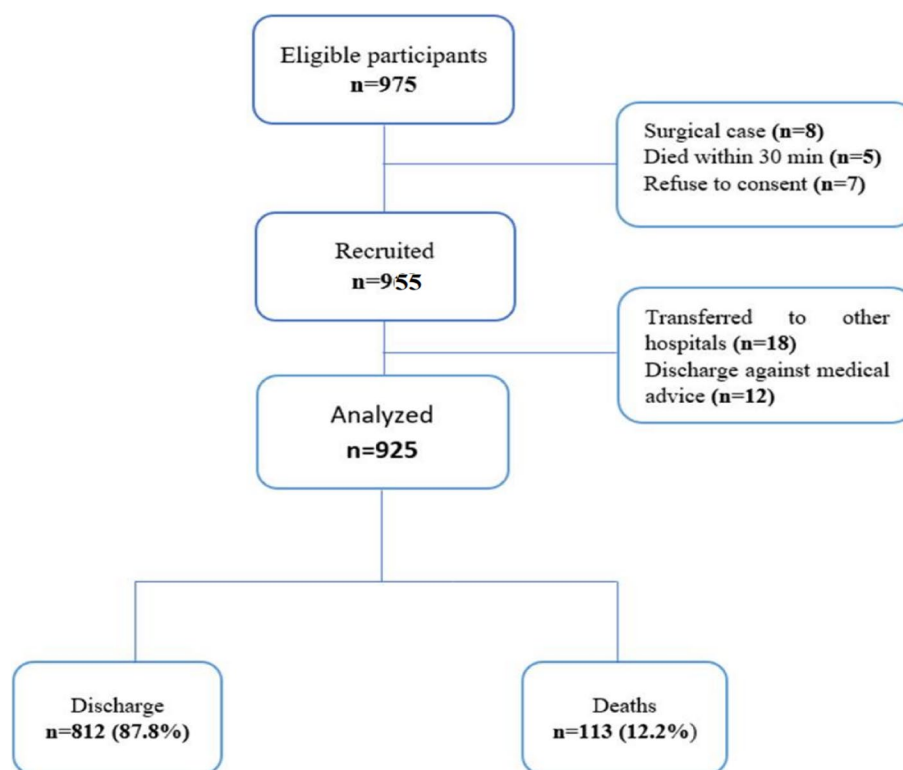 Eligible participants
n=975
Surgical case (n=8)
Died within 30 min (n=5)
Refuse to consent (n=7)
Recruited
n=955
Transferred to other
hospitals (n=18)
Discharge against medical
advice (n=12)
Analyzed
n=925
Discharge
n=812 (87.8%)
Deaths
n=113 (12.2%)